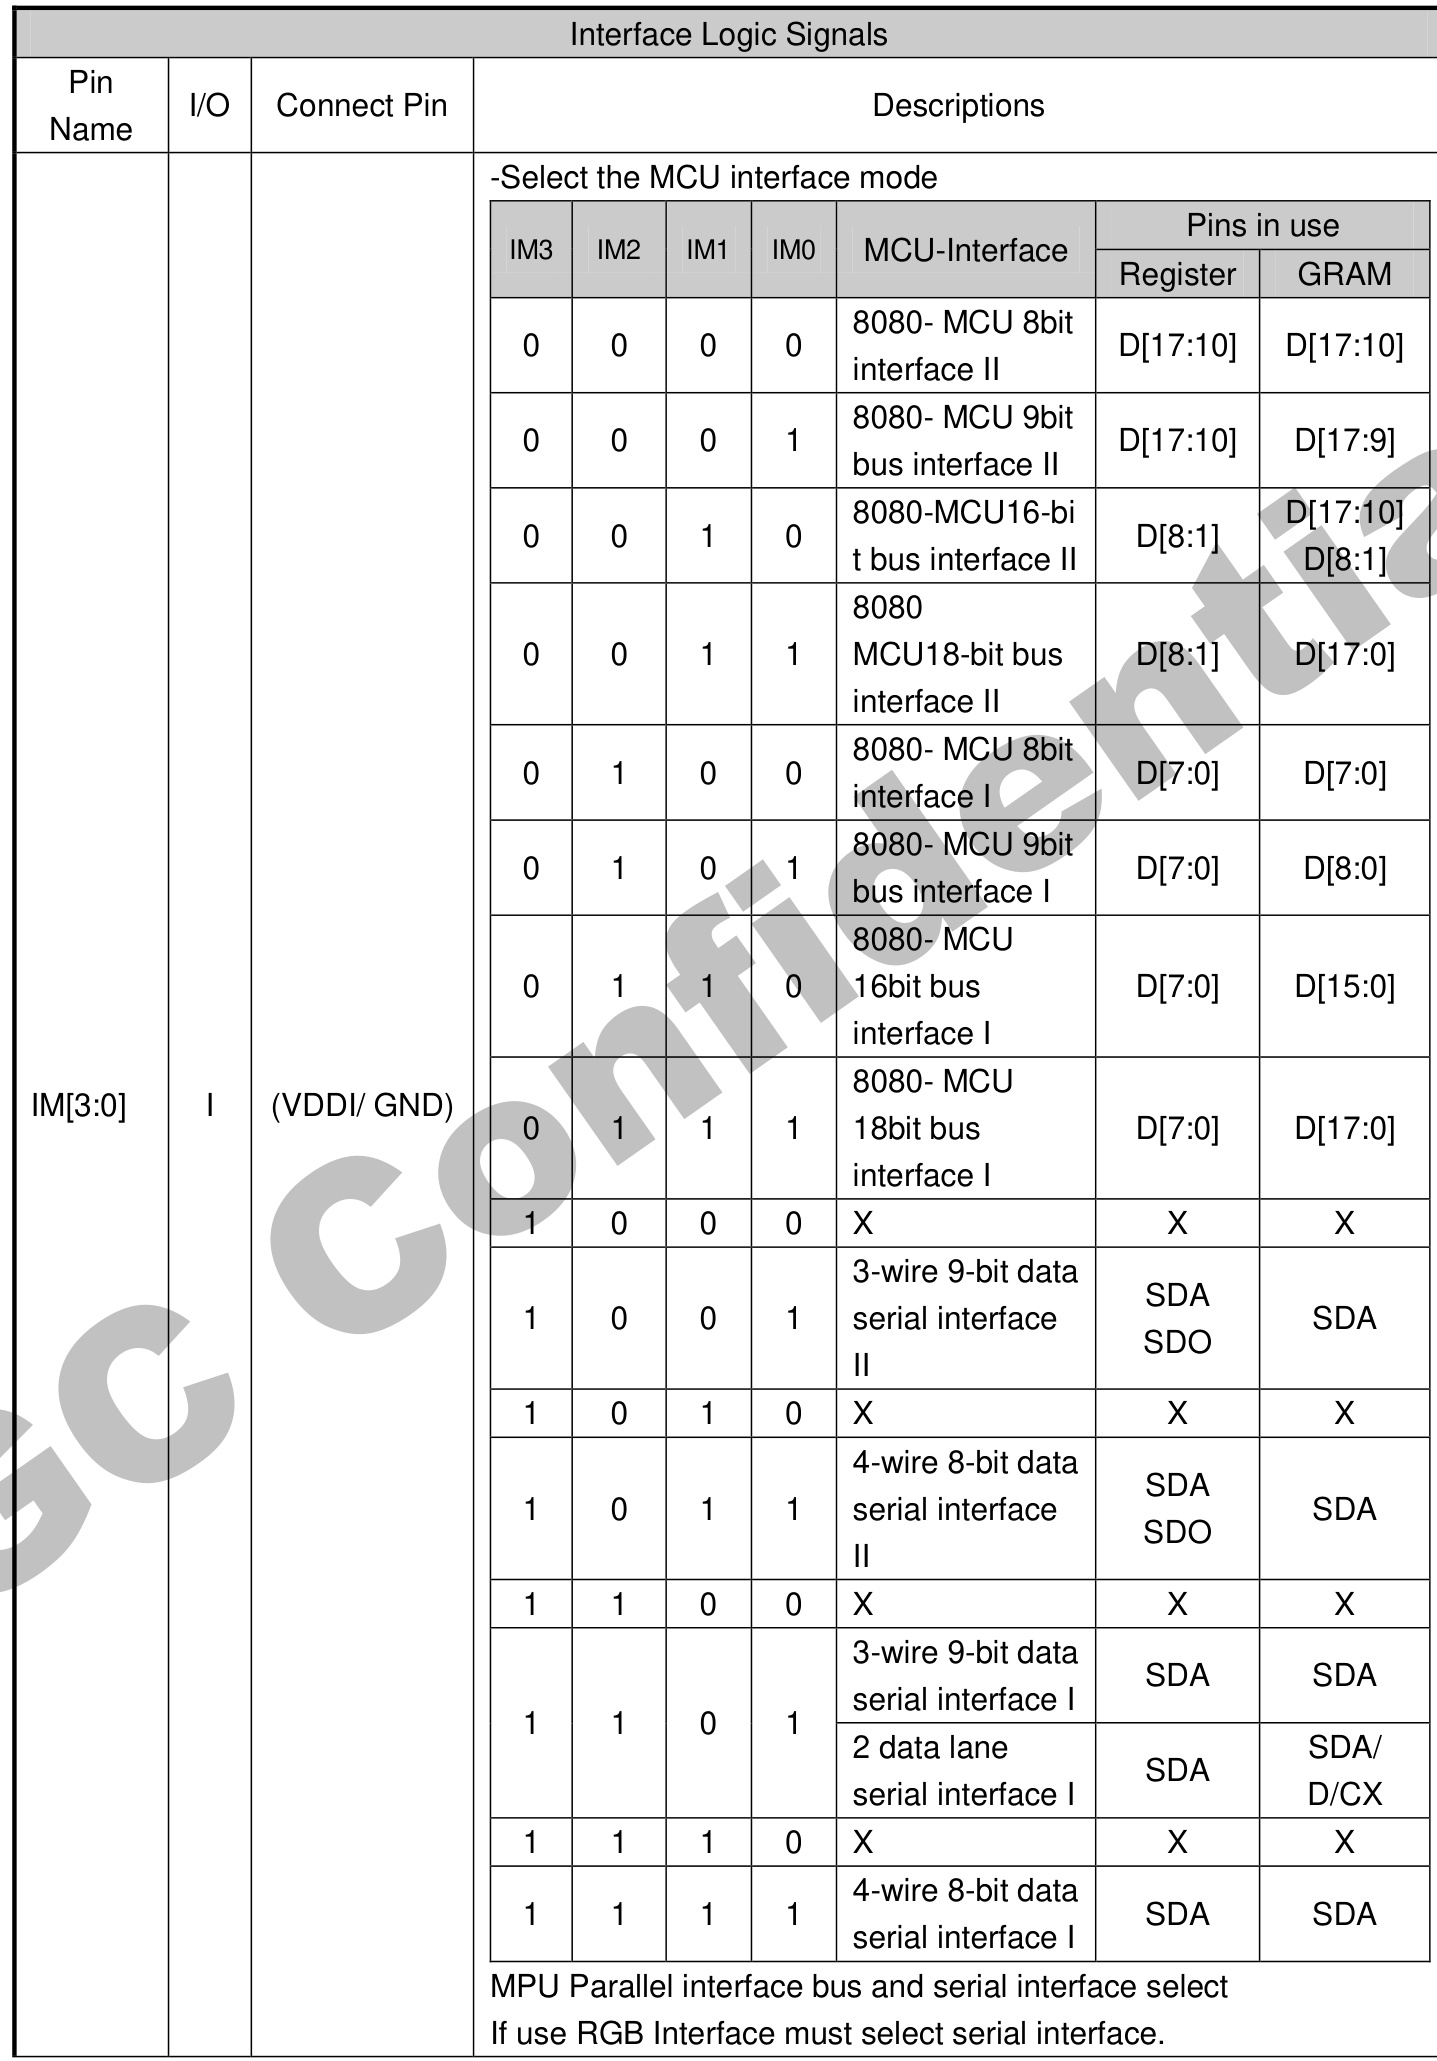 Interface Logic Signals
Pin
Name
I/O
Connect Pin
Descriptions
IM[3:0]
I
(VDDI/ GND)
-Select the MCU interface mode
IM3 IM2 IM1 IM0 MCU-Interface Pins in use
Register GRAM
0 0 0 0 8080- MCU 8bit
interface II
D[17:10] D[17:10]
0 0 0 1 8080- MCU 9bit
bus interface II
D[17:10] D[17:9]
0 0 1 0 8080-MCU16-bi
t bus interface II
D[8:1]
D[17:10]
D[8:1]
0 0 1 1 8080
MCU18-bit bus
interface II
D[8:1] D[17:0]
0 1 0 0 8080- MCU 8bit
interface I
D[7:0] D[7:0]
0 1 0 1 8080- MCU 9bit
bus interface I
D[7:0] D[8:0]
0 1 1 0 8080- MCU
16bit bus
interface I
D[7:0] D[15:0]
0 1 1 1 8080- MCU
18bit bus
interface I
D[7:0] D[17:0]
1 0 0 0 X X X
1 0 0 1 3-wire 9-bit data
serial interface
II
SDA
SDO
SDA
1 0 1 0 X X X
1 0 1 1 4-wire 8-bit data
serial interface
II
SDA
SDO
SDA
1 1 0 0 X X X
1 1 0 1 3-wire 9-bit data
serial interface I
SDA SDA
2 data lane
serial interface I
SDA
SDA/
D/CX
1 1 1 0 X X X
1 1 1 1 4-wire 8-bit data
serial interface I
SDA SDA
MPU Parallel interface bus and serial interface select
If use RGB Interface must select serial interface.
GC Confidentia